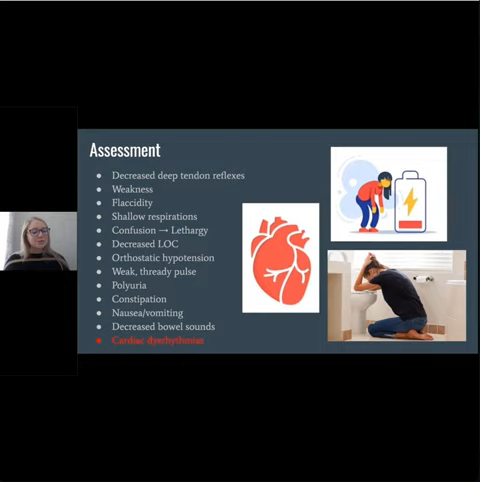 Assessment
Decreased deep tendon reflexes
Weakness
Flaccidity
Shallow respirations
Confusion → Lethargy
Decreased LOC
Orthostatic hypotension
Weak, thready pulse
Polyuria
Constipation
Nausea/vomiting
Decreased bowel sounds
Cardiac dysrhythmias